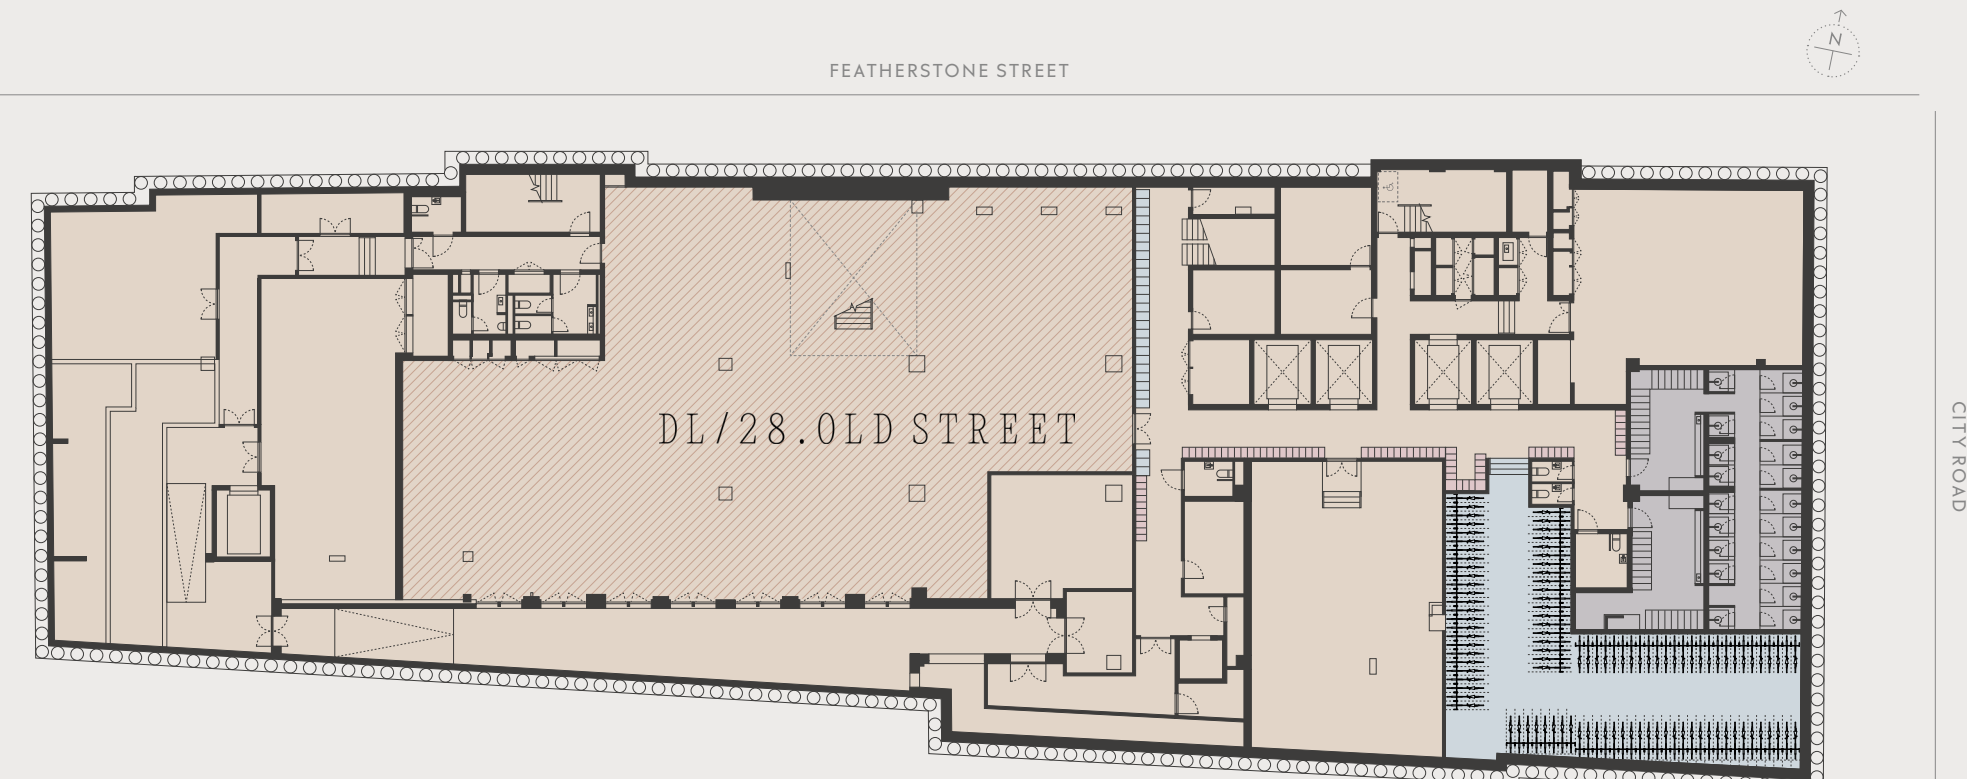 N
FEATHERSTONE STREET
CITY ROAD
DL/28.OLD STREET